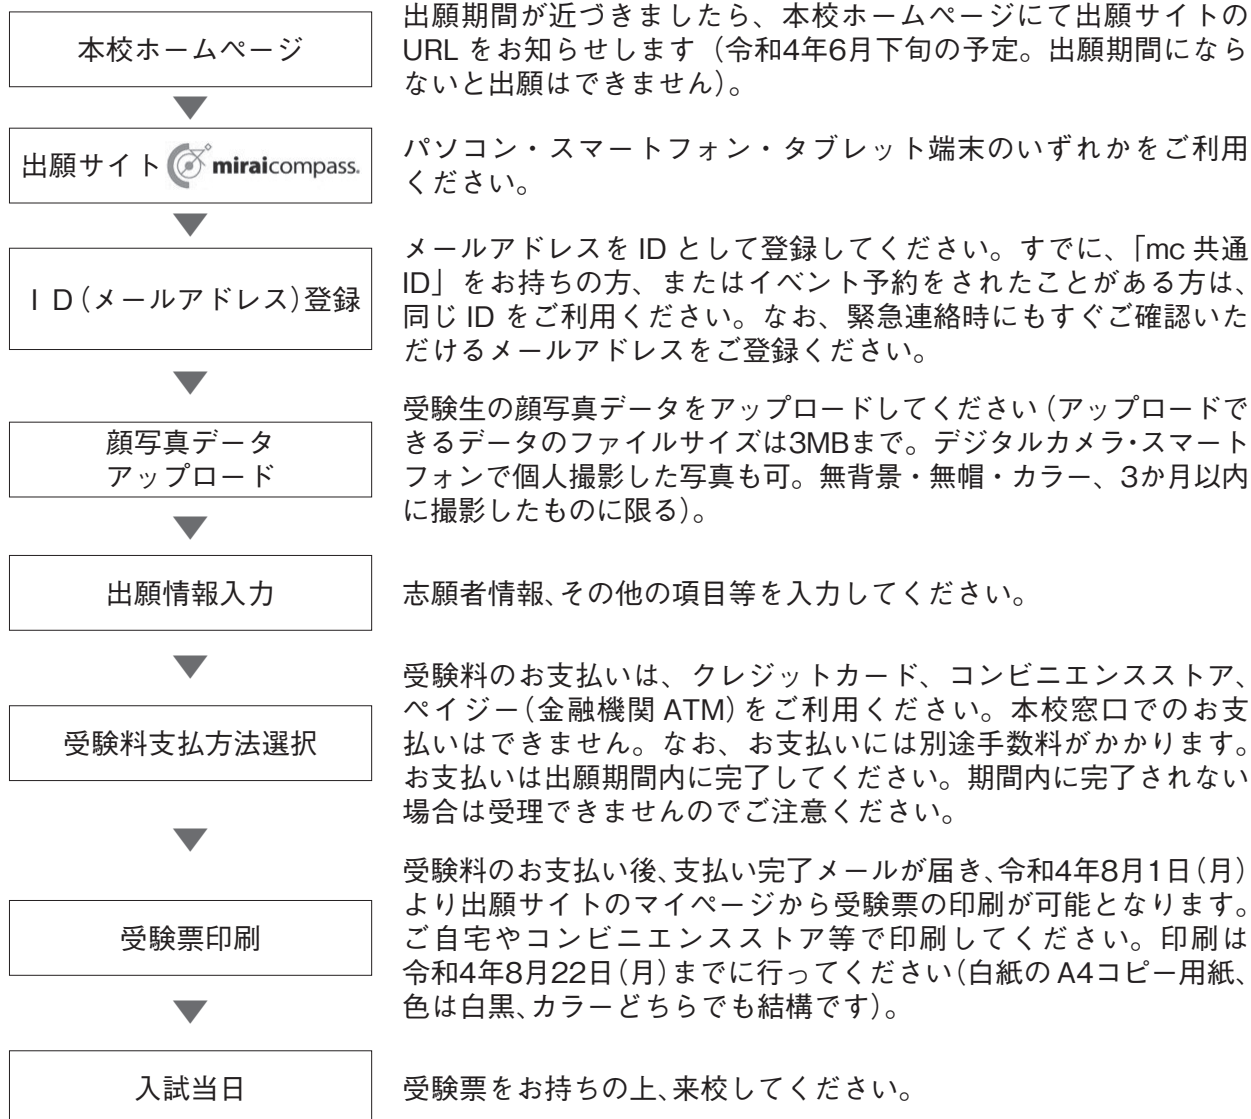 本校ホームページ
出願期間が近づきましたら、本校ホームページにて出願サイトの
URL をお知らせします（令和4年6月下旬の予定。出願期間になら
ないと出願はできません）。
出願サイト miraicompass.
パソコン・スマートフォン・タブレット端末のいずれかをご利用
ください。
ＩＤ（メールアドレス）登録
メールアドレスを ID として登録してください。すでに、「mc 共通
ID」をお持ちの方、またはイベント予約をされたことがある方は、
同じ ID をご利用ください。なお、緊急連絡時にもすぐご確認いた
だけるメールアドレスをご登録ください。
顔写真データ
アップロード
受験生の顔写真データをアップロードしてください（アップロードで
きるデータのファイルサイズは3MBまで。デジタルカメラ・スマート
フォンで個人撮影した写真も可。無背景・無帽・カラー、3か月以内
に撮影したものに限る）。
出願情報入力
志願者情報、その他の項目等を入力してください。
受験料支払方法選択
受験料のお支払いは、クレジットカード、コンビニエンスストア、
ペイジー（金融機関 ATM）をご利用ください。本校窓口でのお支
払いはできません。なお、お支払いには別途手数料がかかります。
お支払いは出願期間内に完了してください。期間内に完了されない
場合は受理できませんのでご注意ください。
受験票印刷
受験料のお支払い後、支払い完了メールが届き、令和4年8月1日（月）
より出願サイトのマイページから受験票の印刷が可能となります。
ご自宅やコンビニエンスストア等で印刷してください。印刷は
令和4年8月22日（月）までに行ってください（白紙の A4コピー用紙、
色は白黒、カラーどちらでも結構です）。
入試当日
受験票をお持ちの上、来校してください。